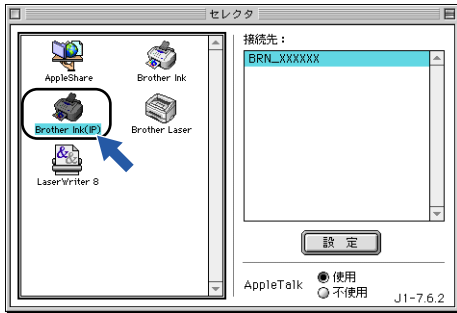 セレクタ
AppleShare
Brother Ink
Brother Ink(IP)
Brother Laser
LaserWriter 8
接続先：
BRN_XXXXXX
設 定
AppleTalk
使用
不使用
J1-7.6.2